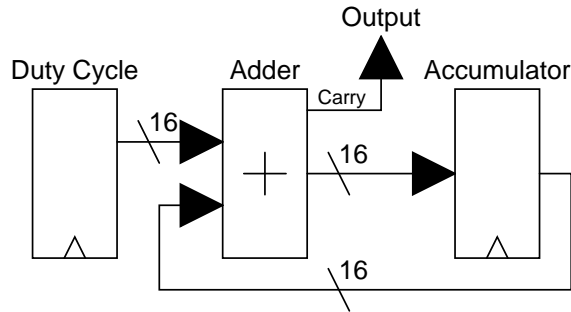 Output
Duty Cycle
Adder
Accumulator
Carry
16
16
+
16